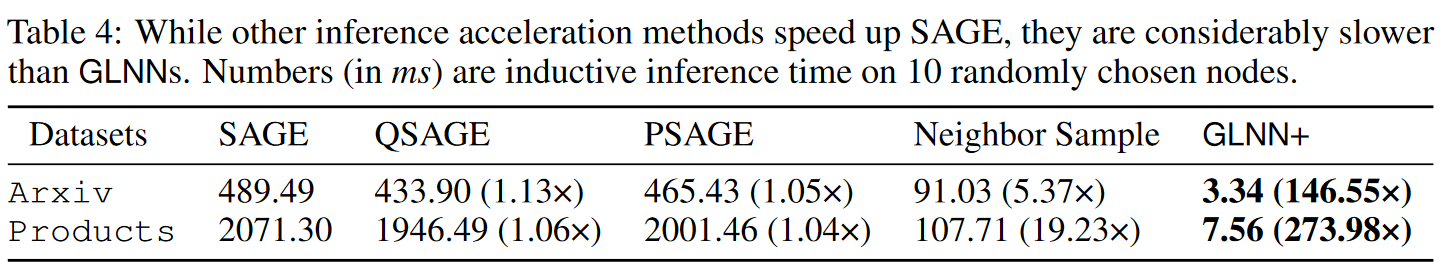 Table 4: While other inference acceleration methods speed up SAGE, they are considerably slower
than GLNNs. Numbers (in ms) are inductive inference time on 10 randomly chosen nodes.
Datasets SAGE QSAGE PSAGE Neighbor Sample GLNN+
Arxiv 489.49 433.90 (1.13×) 465.43 (1.05×) 91.03 (5.37×) 3.34 (146.55×)
Products 2071.30 1946.49 (1.06×) 2001.46 (1.04×) 107.71 (19.23×) 7.56 (273.98×)